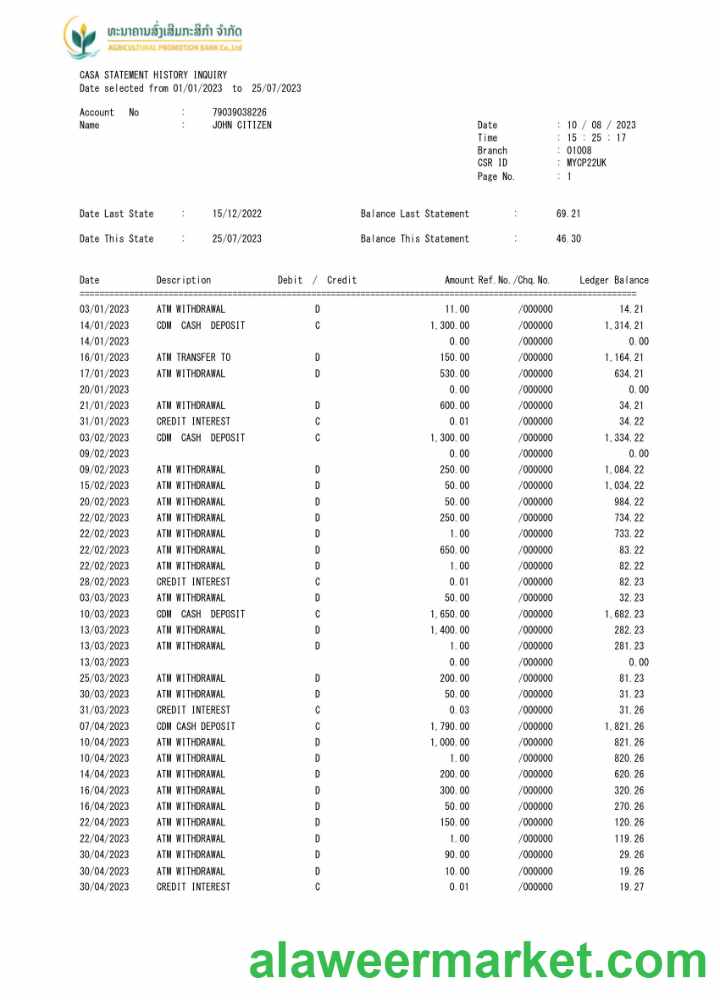 ທະນາຄານສົ່ງເສີມກະສິກຳ ຈຳກັດ
AGRICULTURAL PROMOTION BANK Co.,Ltd
CASA STATEMENT HISTORY INQUIRY
Date selected from 01/01/2023 to 25/07/2023
Account No : 79039038226
Name : JOHN CITIZEN
Date : 10 / 08 / 2023
Time : 15 : 25 : 17
Branch : 01008
CSR ID : MYCP22UK
Page No. : 1
Date Last State : 15/12/2022 Balance Last Statement : 69.21
Date This State : 25/07/2023 Balance This Statement : 46.30
Date Description Debit / Credit Amount Ref.No./Chq.No. Ledger Balance
03/01/2023 ATM WITHDRAWAL D 11.00 /000000 14.21
14/01/2023 CDM CASH DEPOSIT C 1,300.00 /000000 1,314.21
14/01/2023 0.00 /000000 0.00
16/01/2023 ATM TRANSFER TO D 150.00 /000000 1,164.21
17/01/2023 ATM WITHDRAWAL D 530.00 /000000 634.21
20/01/2023 0.00 /000000 0.00
21/01/2023 ATM WITHDRAWAL D 600.00 /000000 34.21
31/01/2023 CREDIT INTEREST C 0.01 /000000 34.22
03/02/2023 CDM CASH DEPOSIT C 1,300.00 /000000 1,334.22
09/02/2023 0.00 /000000 0.00
09/02/2023 ATM WITHDRAWAL D 250.00 /000000 1,084.22
15/02/2023 ATM WITHDRAWAL D 50.00 /000000 1,034.22
20/02/2023 ATM WITHDRAWAL D 50.00 /000000 984.22
22/02/2023 ATM WITHDRAWAL D 250.00 /000000 734.22
22/02/2023 ATM WITHDRAWAL D 1.00 /000000 733.22
22/02/2023 ATM WITHDRAWAL D 650.00 /000000 83.22
22/02/2023 ATM WITHDRAWAL D 1.00 /000000 82.22
28/02/2023 CREDIT INTEREST C 0.01 /000000 82.23
03/03/2023 ATM WITHDRAWAL D 50.00 /000000 32.23
10/03/2023 CDM CASH DEPOSIT C 1,650.00 /000000 1,682.23
13/03/2023 ATM WITHDRAWAL D 1,400.00 /000000 282.23
13/03/2023 ATM WITHDRAWAL D 1.00 /000000 281.23
13/03/2023 0.00 /000000 0.00
25/03/2023 ATM WITHDRAWAL D 200.00 /000000 81.23
30/03/2023 ATM WITHDRAWAL D 50.00 /000000 31.23
31/03/2023 CREDIT INTEREST C 0.03 /000000 31.26
07/04/2023 CDM CASH DEPOSIT C 1,790.00 /000000 1,821.26
10/04/2023 ATM WITHDRAWAL D 1,000.00 /000000 821.26
10/04/2023 ATM WITHDRAWAL D 1.00 /000000 820.26
14/04/2023 ATM WITHDRAWAL D 200.00 /000000 620.26
16/04/2023 ATM WITHDRAWAL D 300.00 /000000 320.26
16/04/2023 ATM WITHDRAWAL D 50.00 /000000 270.26
22/04/2023 ATM WITHDRAWAL D 150.00 /000000 120.26
22/04/2023 ATM WITHDRAWAL D 1.00 /000000 119.26
30/04/2023 ATM WITHDRAWAL D 90.00 /000000 29.26
30/04/2023 ATM WITHDRAWAL D 10.00 /000000 19.26
30/04/2023 CREDIT INTEREST C 0.01 /000000 19.27
alaweermarket.com